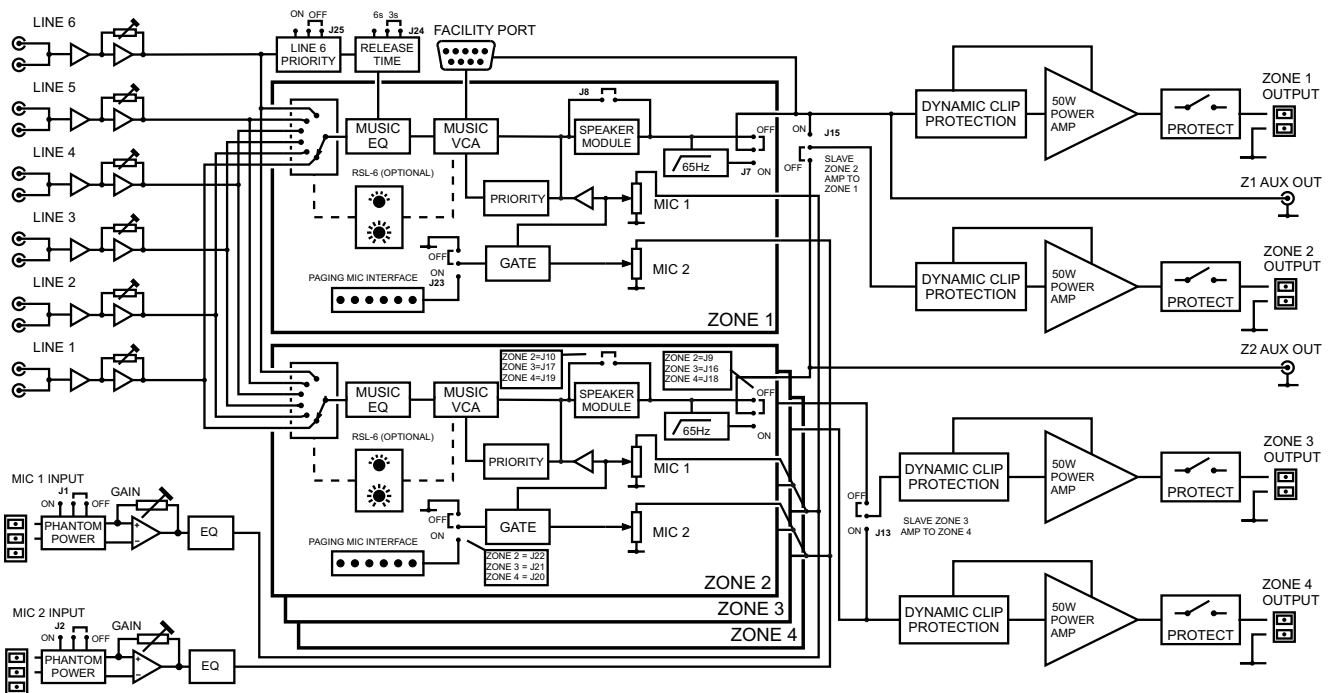 LINE 6
LINE 5
LINE 4
LINE 3
LINE 2
LINE 1
ON OFF
J25
LINE 6
PRIORITY
6s 3s
J24
RELEASE
TIME
FACILITY PORT
MUSIC
EQ
MUSIC
VCA
J8
SPEAKER
MODULE
65Hz
OFF
J7 ON
RSL-6 (OPTIONAL)
PRIORITY
MIC 1
OFF
ON
J23
GATE
MIC 2
PAGING MIC INTERFACE
ZONE 1
ON
J15
OFF
SLAVE
ZONE 2
AMP TO
ZONE 1
DYNAMIC CLIP
PROTECTION
50W
POWER
AMP
PROTECT
ZONE 1
OUTPUT
Z1 AUX OUT
DYNAMIC CLIP
PROTECTION
50W
POWER
AMP
PROTECT
ZONE 2
OUTPUT
Z2 AUX OUT
ZONE 2=J10
ZONE 3=J17
ZONE 4=J19
ZONE 2=J9
ZONE 3=J16
ZONE 4=J18
MUSIC
EQ
MUSIC
VCA
SPEAKER
MODULE
65Hz
OFF
ON
RSL-6 (OPTIONAL)
PRIORITY
MIC 1
OFF
ON
GATE
MIC 2
PAGING MIC INTERFACE
ZONE 2 = J22
ZONE 3 = J21
ZONE 4 = J20
ZONE 2
ZONE 3
ZONE 4
OFF
ON
J13
SLAVE ZONE 3
AMP TO ZONE 4
DYNAMIC CLIP
PROTECTION
50W
POWER
AMP
PROTECT
ZONE 3
OUTPUT
DYNAMIC CLIP
PROTECTION
50W
POWER
AMP
PROTECT
ZONE 4
OUTPUT
MIC 1 INPUT
J1
ON OFF
GAIN
PHANTOM
POWER
+
−
EQ
MIC 2 INPUT
J2
ON OFF
GAIN
PHANTOM
POWER
+
−
EQ